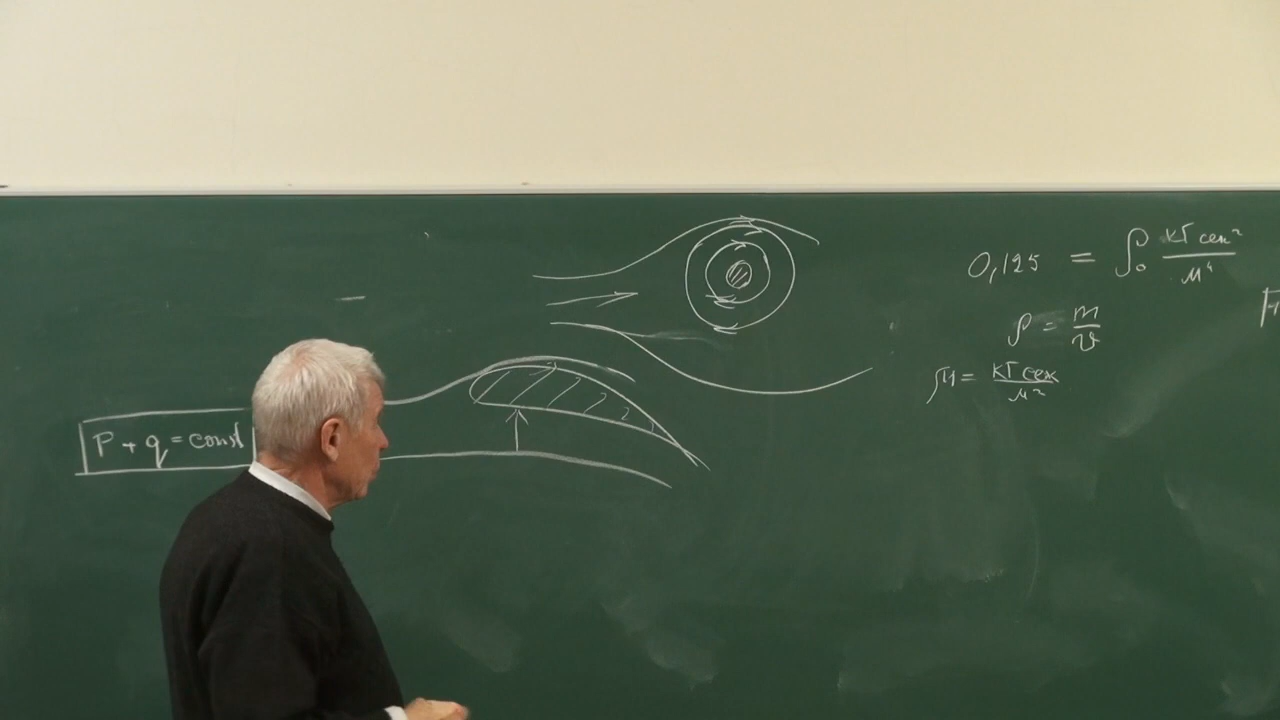 P + q = const
0,125 = ρ₀ кГ сек² / м⁴
ρ = m / v
μ = кГ сек / м²